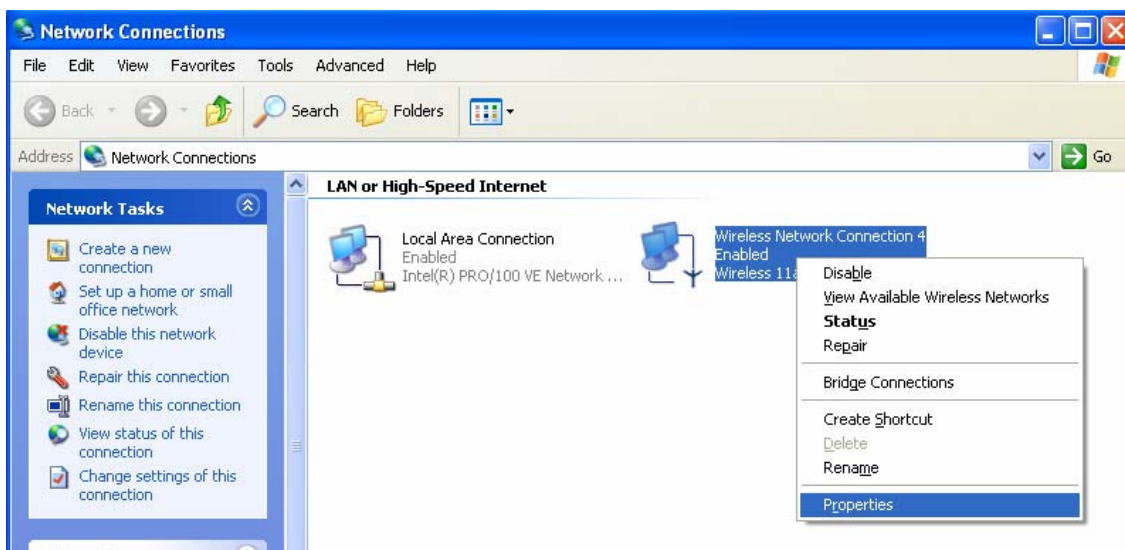 Network Connections
File Edit View Favorites Tools Advanced Help
Back Search Folders
Address Network Connections Go
Network Tasks
Create a new
connection
Set up a home or small
office network
Disable this network
device
Repair this connection
Rename this connection
View status of this
connection
Change settings of this
connection
LAN or High-Speed Internet
Local Area Connection
Enabled
Intel(R) PRO/100 VE Network ...
Wireless Network Connection 4
Enabled
Wireless 11a
Disable
View Available Wireless Networks
Status
Repair
Bridge Connections
Create Shortcut
Delete
Rename
Properties